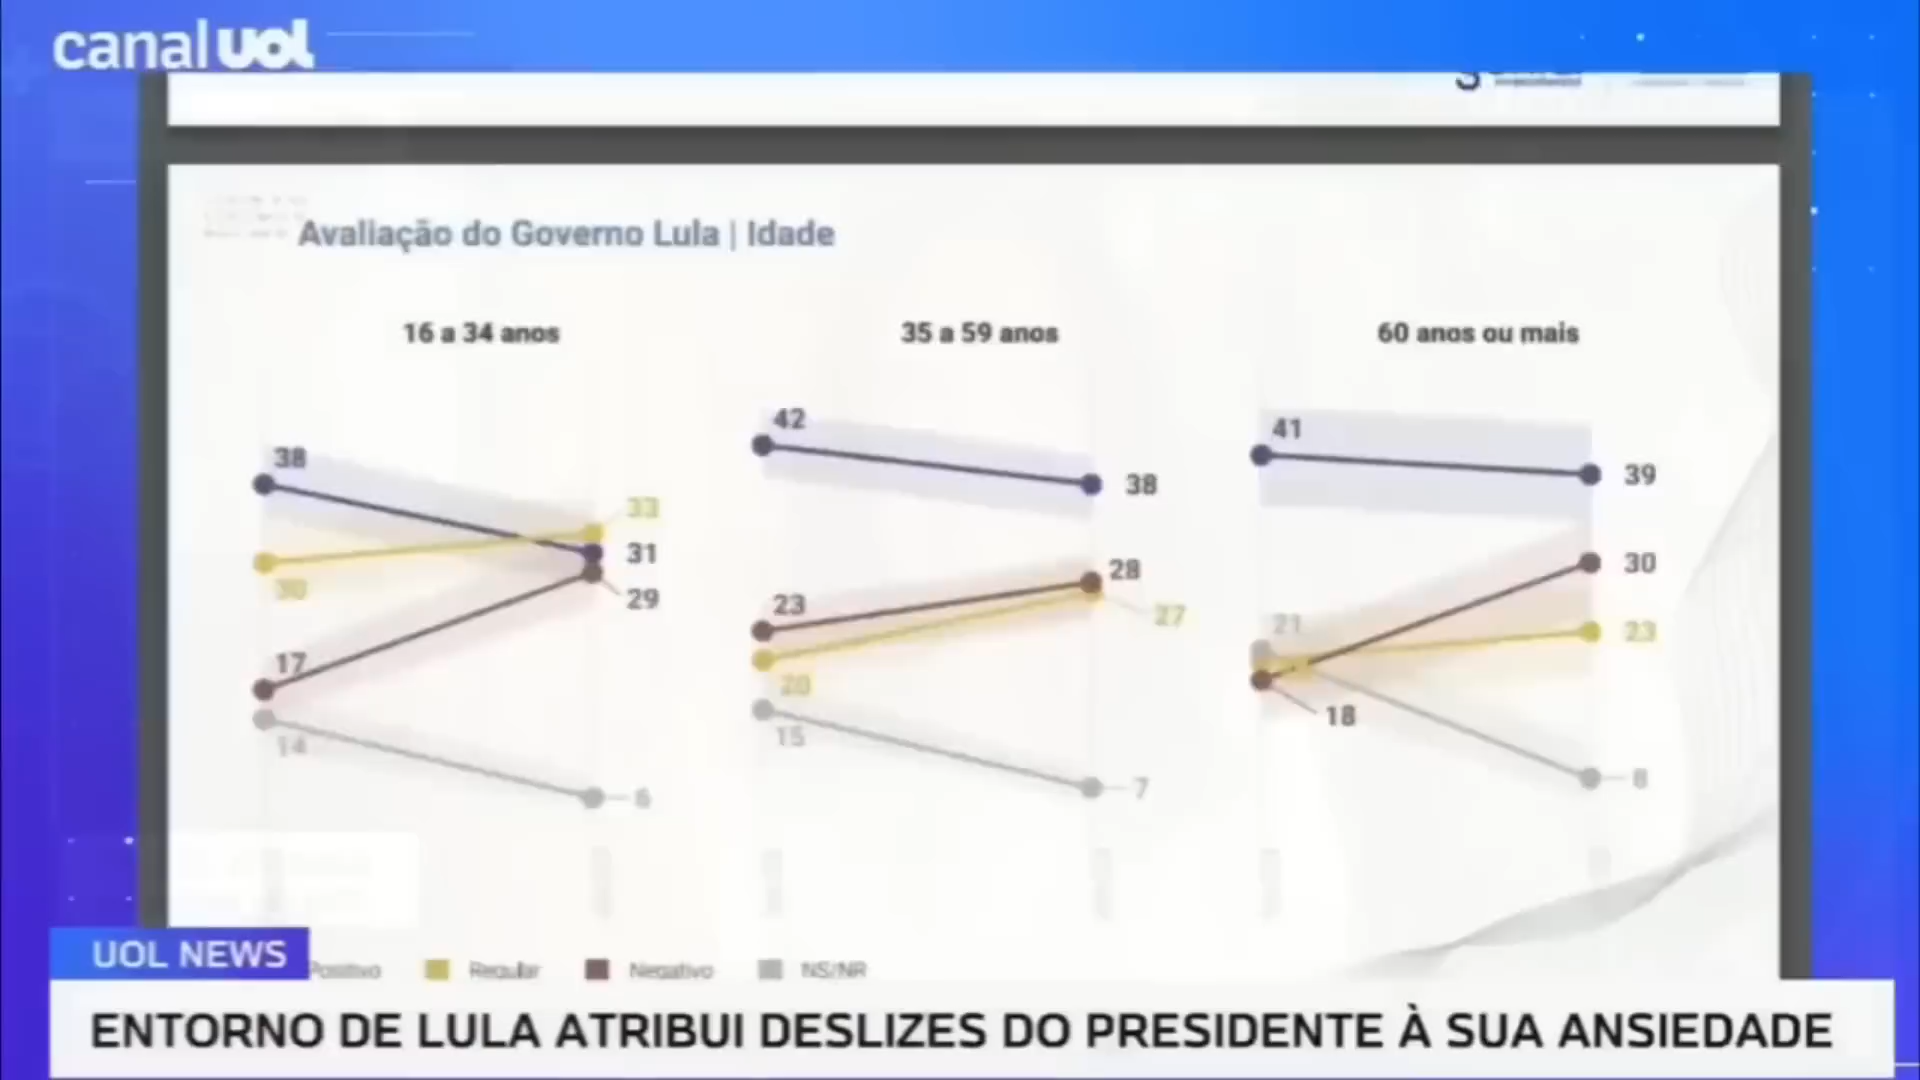 canal UOL
Avaliação do Governo Lula | Idade
16 a 34 anos
35 a 59 anos
60 anos ou mais
38
30
17
14
33
31
29
6
42
23
20
15
38
28
27
7
41
21
18
39
30
23
8
Positivo
Regular
Negativo
NS/NR
UOL NEWS
ENTORNO DE LULA ATRIBUI DESLIZES DO PRESIDENTE À SUA ANSIEDADE